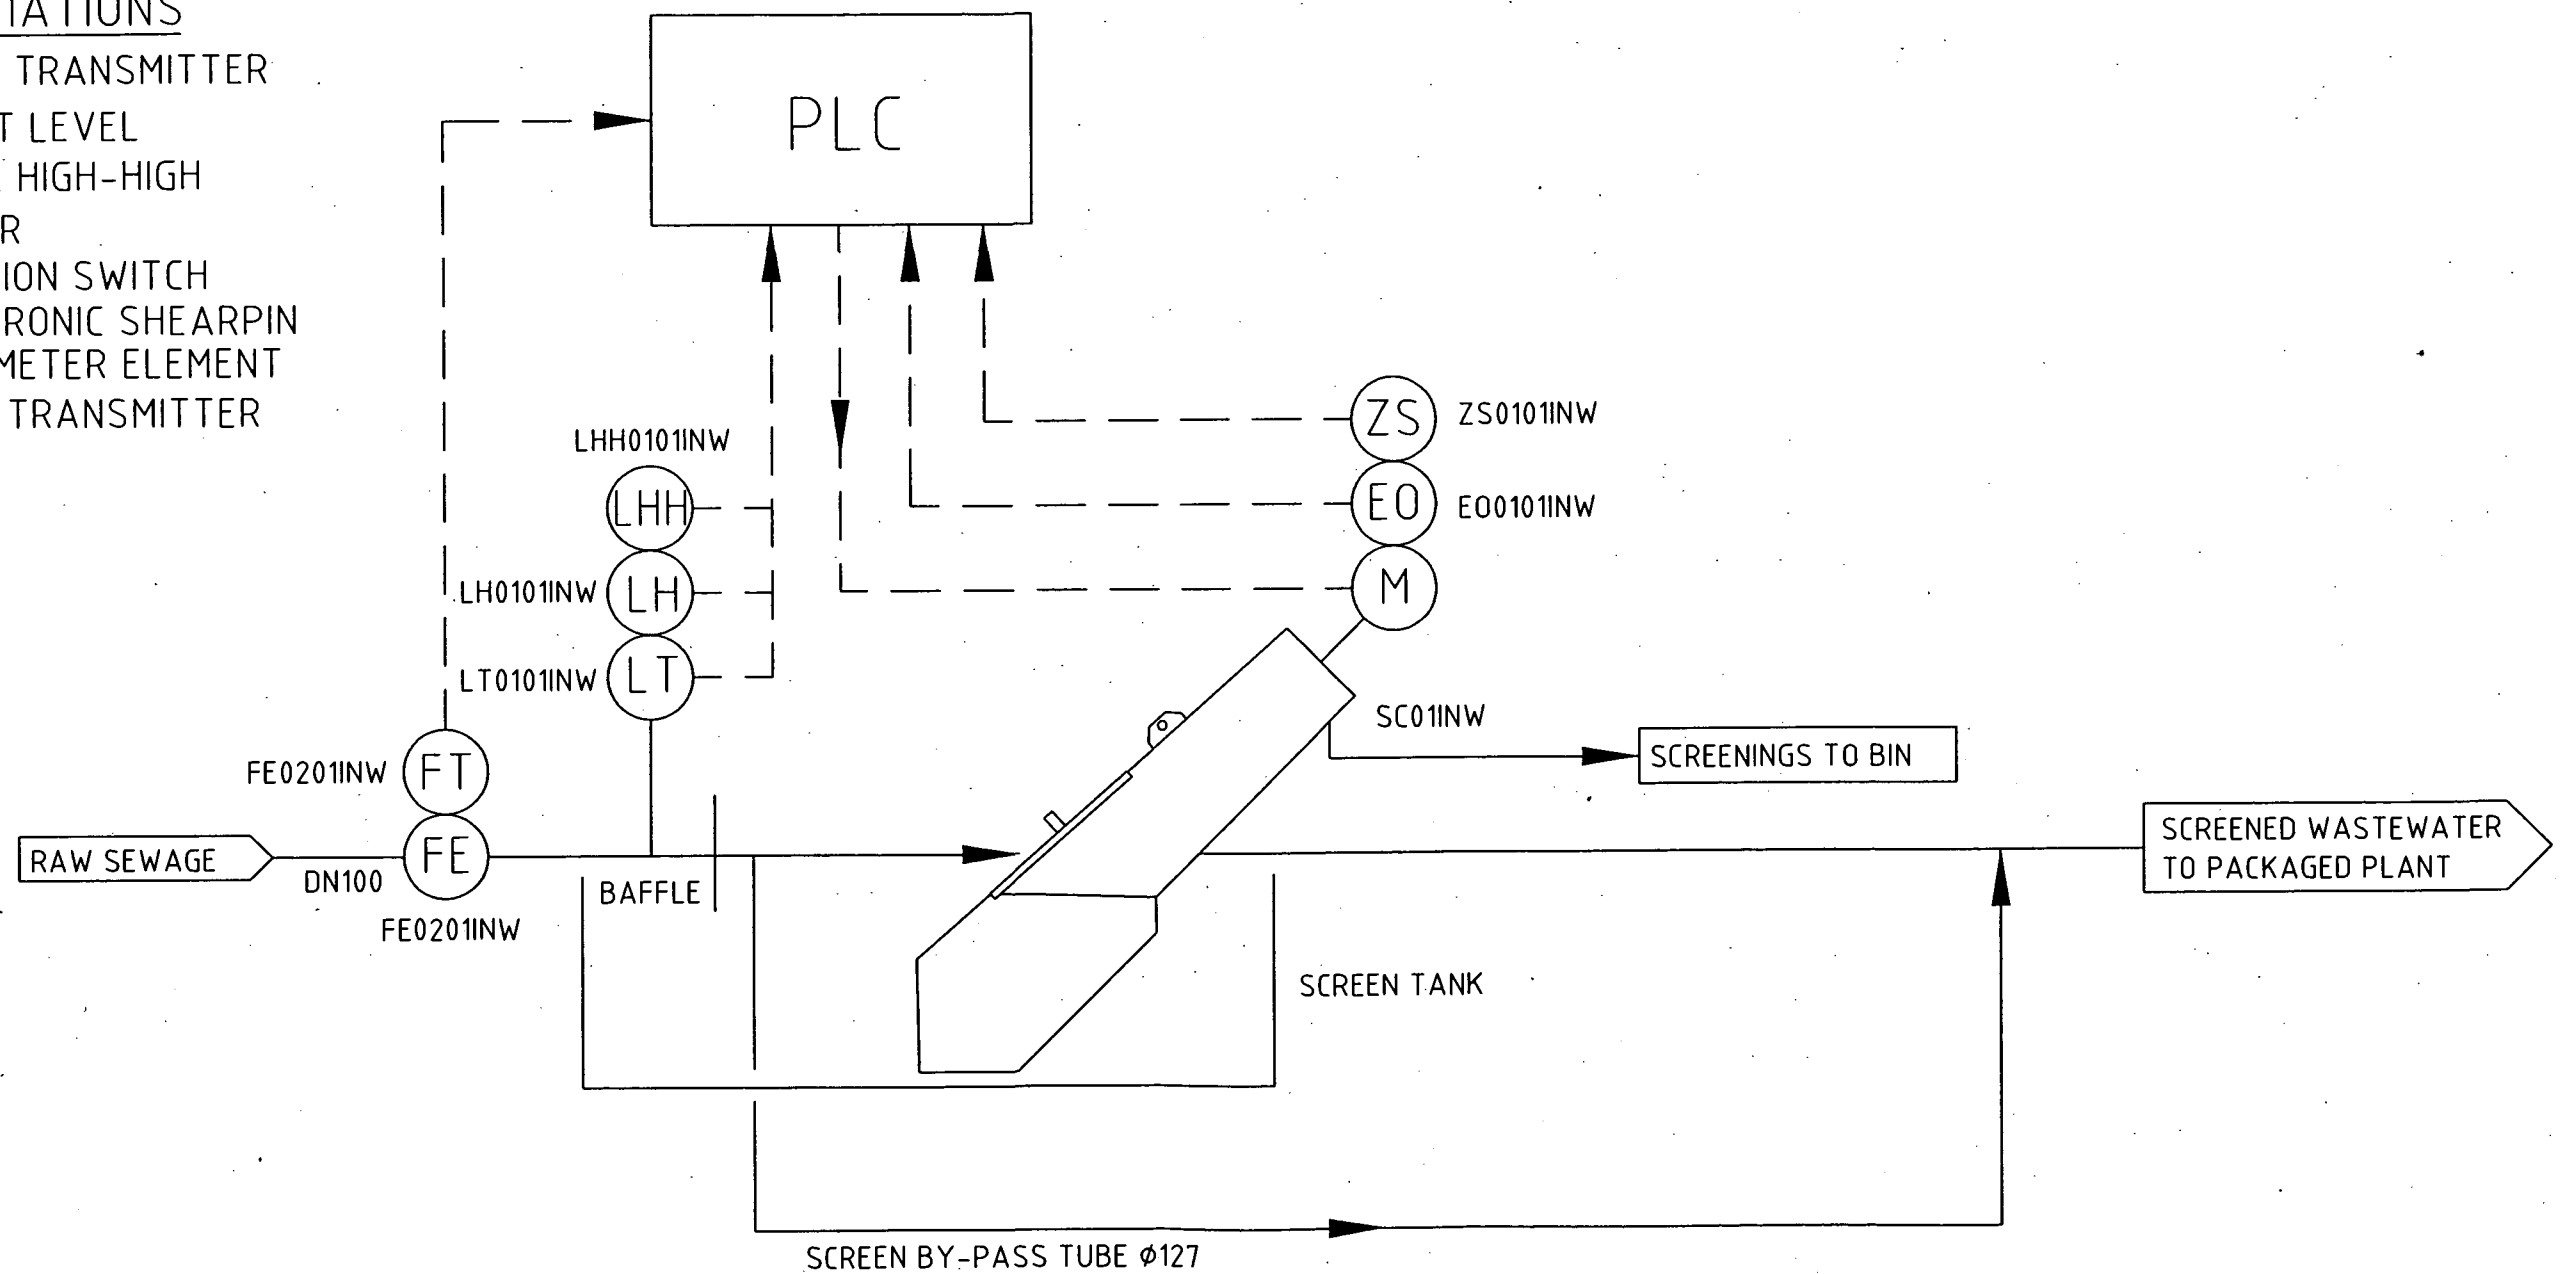 TATIONS
TRANSMITTER
T LEVEL
HIGH-HIGH
R
ION SWITCH
RONIC SHEARPIN
METER ELEMENT
TRANSMITTER
PLC
ZS
ZS0101INW
LHH0101INW
LHH
EO
EO0101INW
LH0101INW
LH
M
LT0101INW
LT
SC01INW
SCREENINGS TO BIN
FE0201INW
FT
RAW SEWAGE
DN100
FE
FE0201INW
BAFFLE
SCREENED WASTEWATER
TO PACKAGED PLANT
SCREEN TANK
SCREEN BY-PASS TUBE φ127